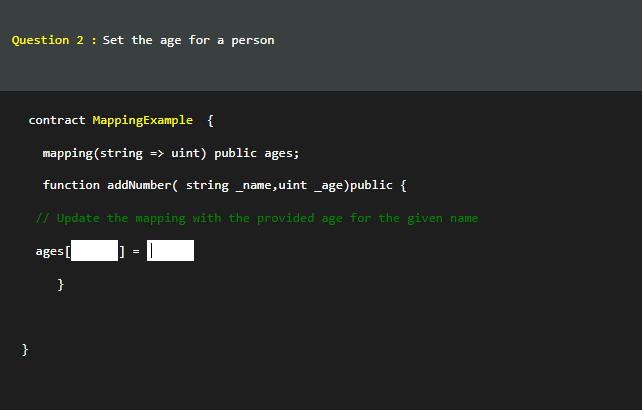 Question 2 : Set the age for a person
contract MappingExample {
mapping(string => uint) public ages;
function addNumber( string _name,uint _age)public {
// Update the mapping with the provided age for the given name
ages[ ] =
}
}